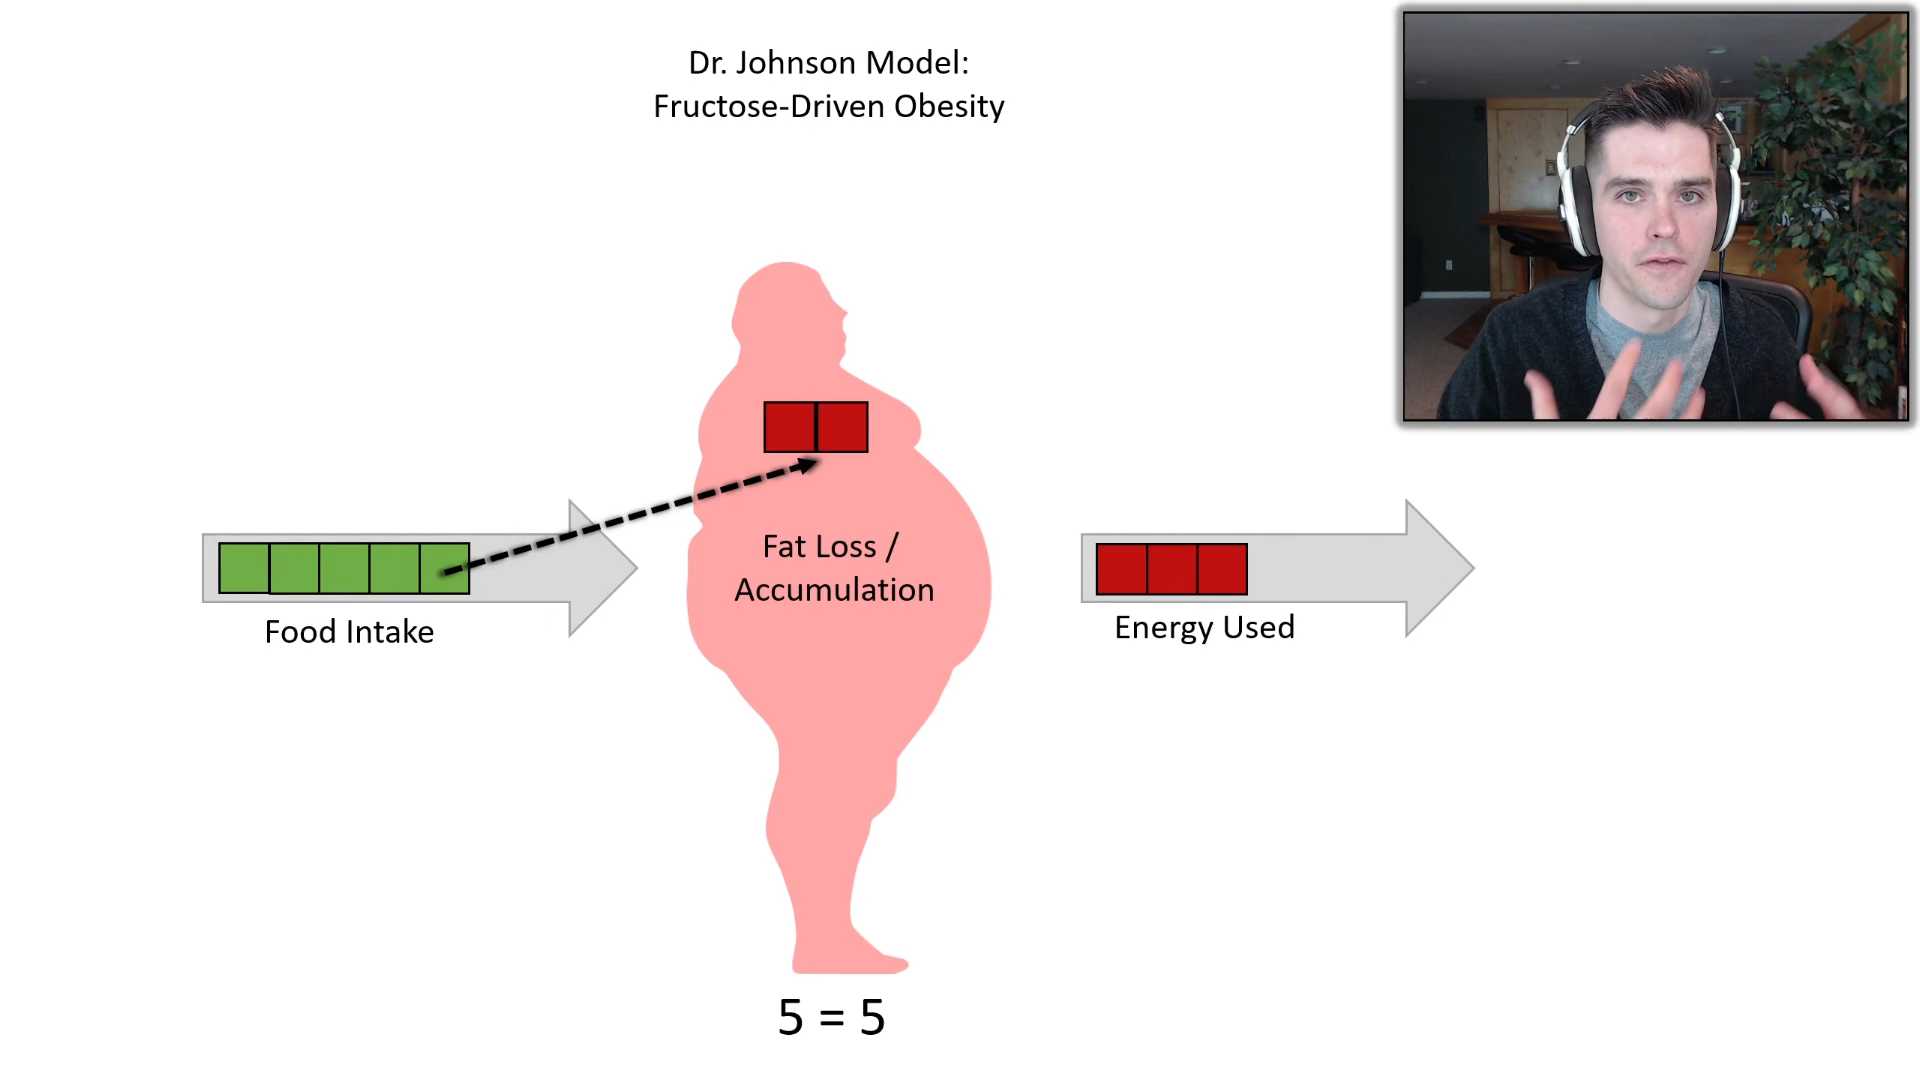 Dr. Johnson Model:
Fructose-Driven Obesity
Fat Loss /
Accumulation
Food Intake
Energy Used
5 = 5